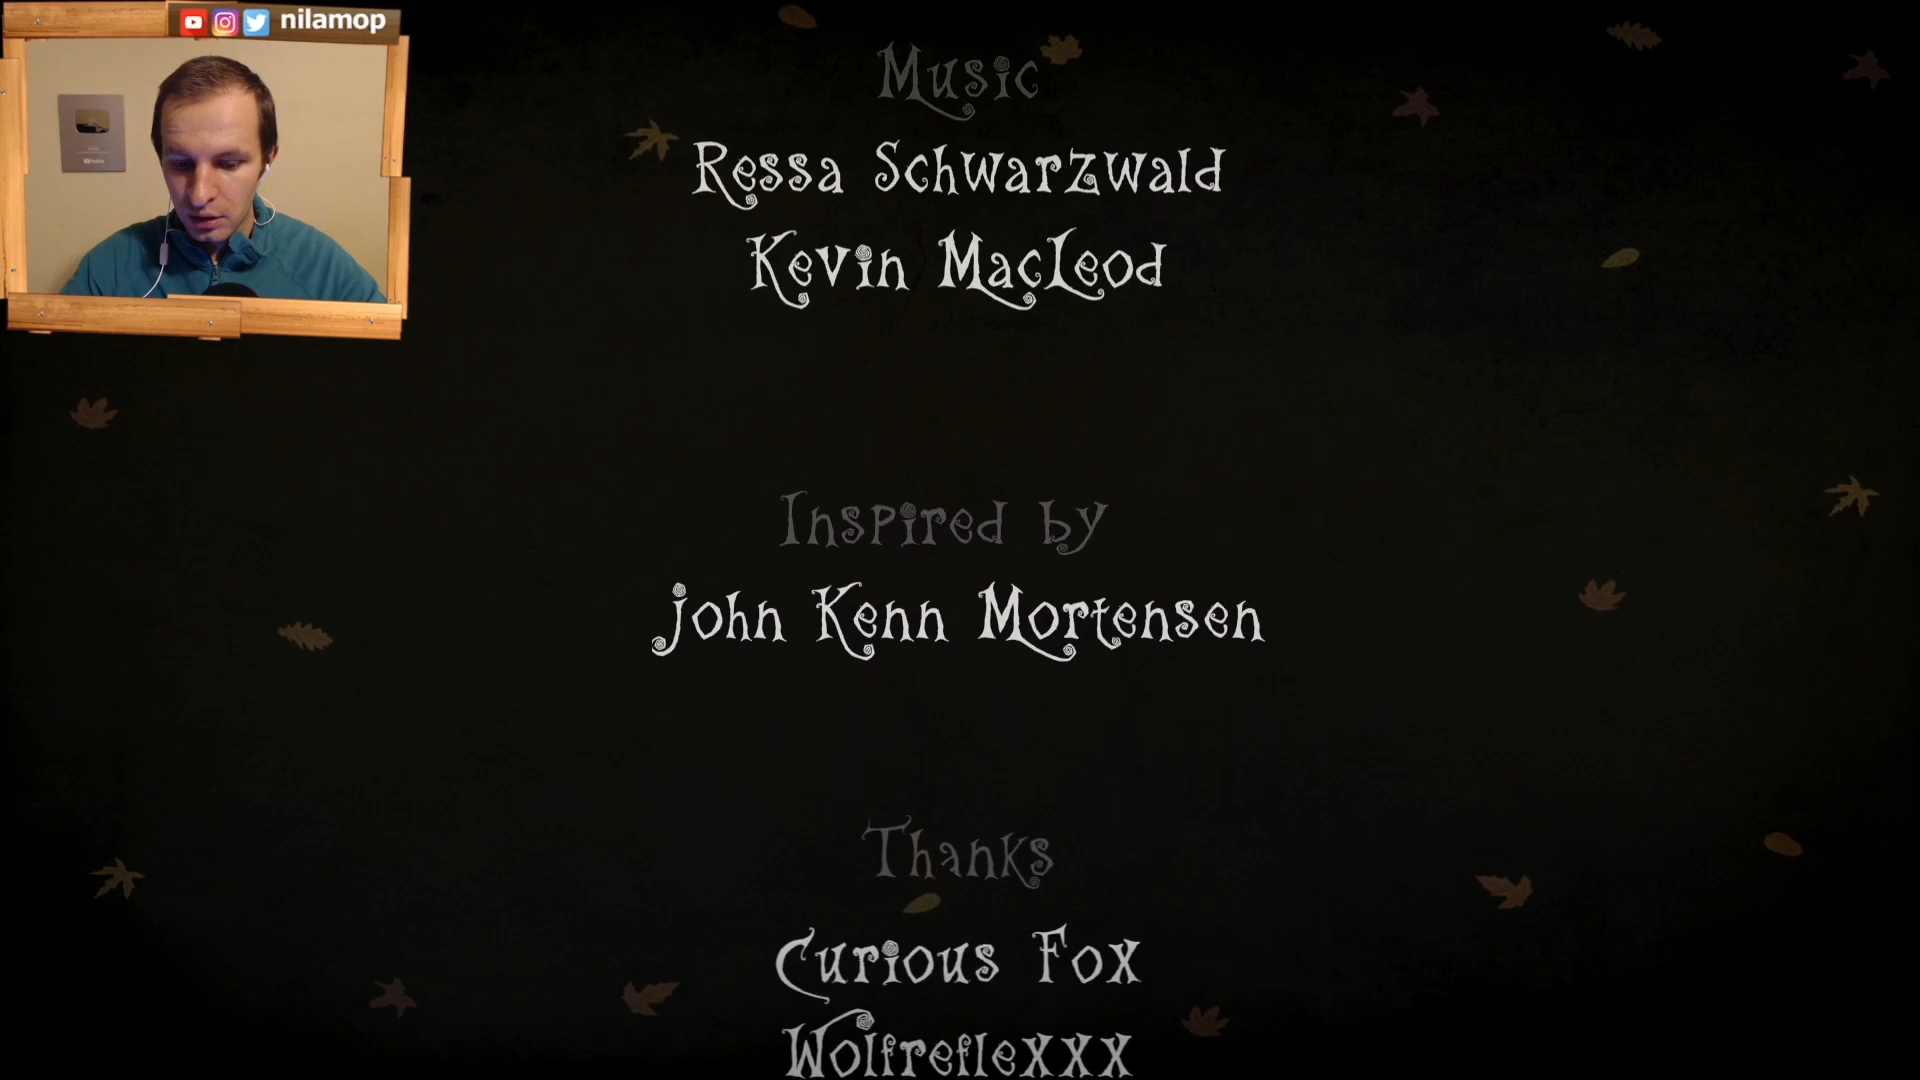 nilamop
Music
Ressa Schwarzwald
Kevin MacLeod
Inspired by
John Kenn Mortensen
Thanks
Curious Fox
Wolfreflexxx